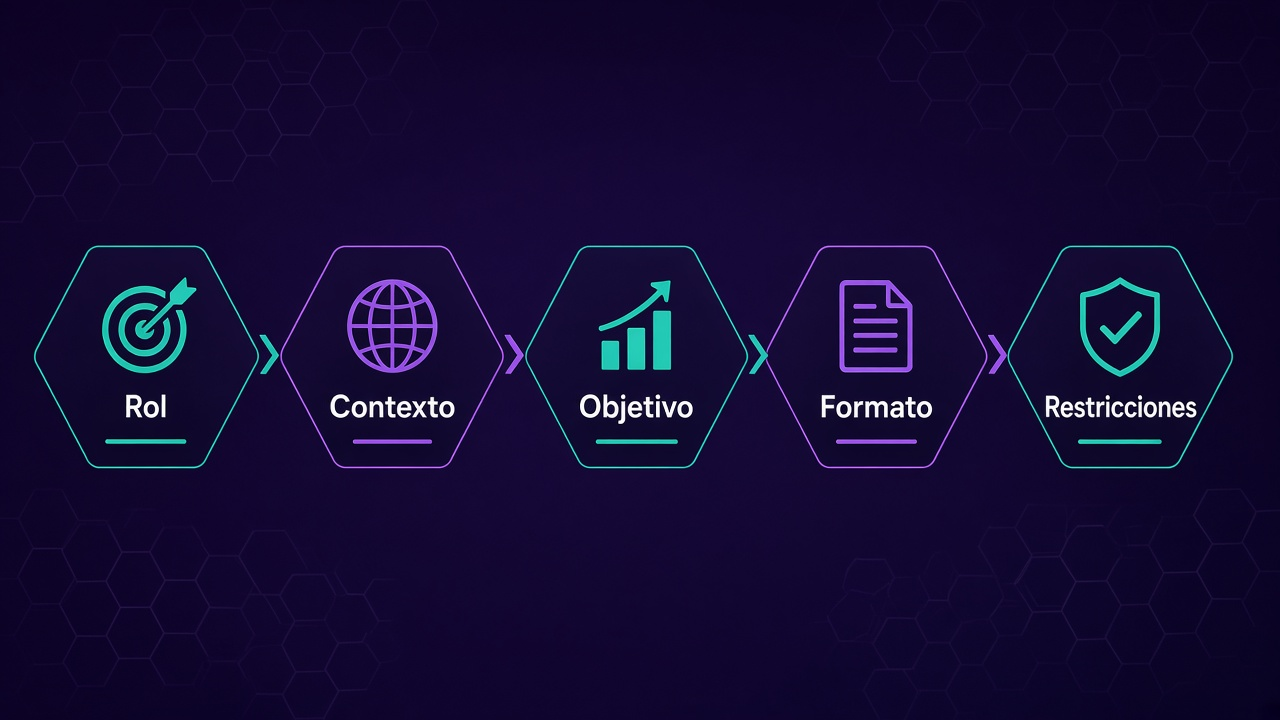 Rol
Contexto
Objetivo
Formato
Restricciones